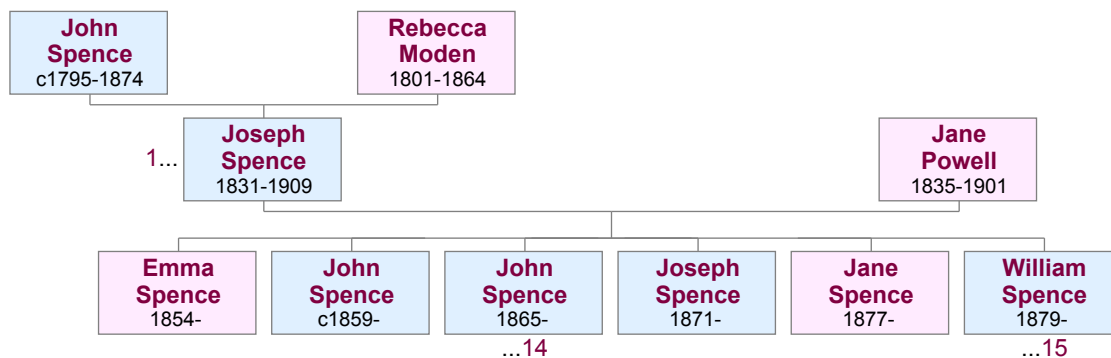 John
Spence
c1795-1874
Rebecca
Moden
1801-1864
1...
Joseph
Spence
1831-1909
Jane
Powell
1835-1901
Emma
Spence
1854-
John
Spence
c1859-
John
Spence
1865-
...14
Joseph
Spence
1871-
Jane
Spence
1877-
William
Spence
1879-
...15